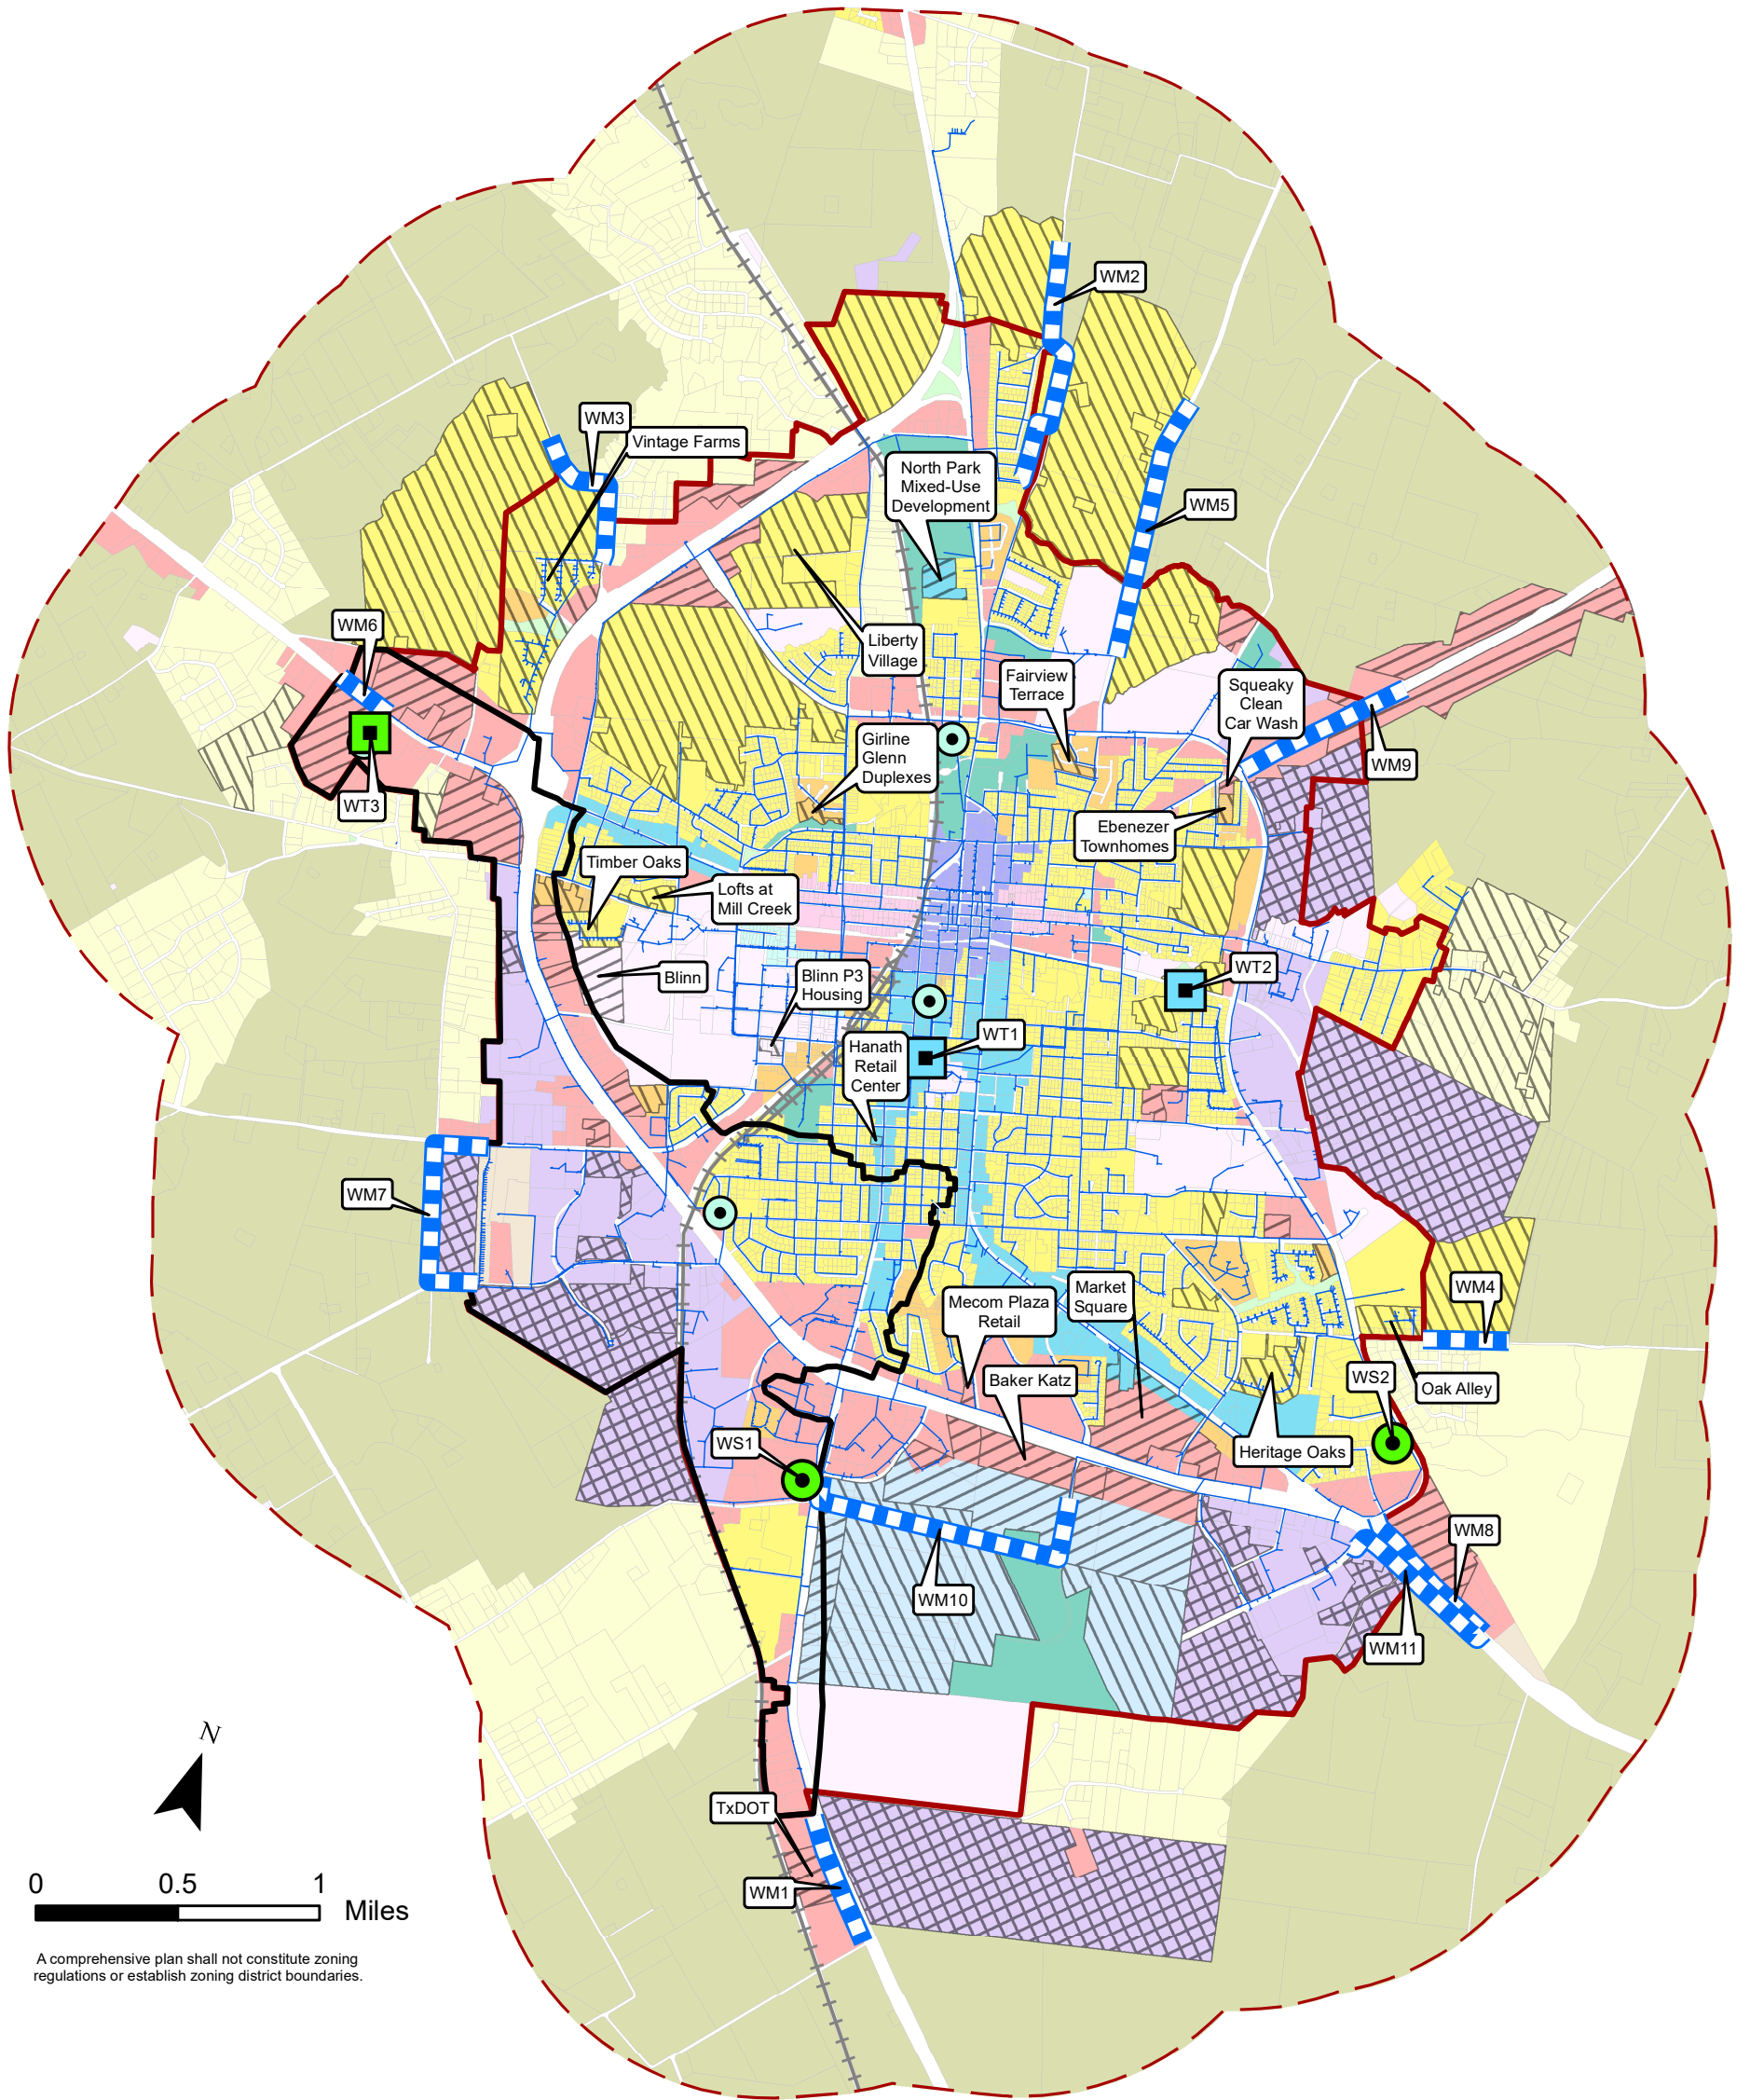 WM2
WM3
Vintage Farms
North Park
Mixed-Use
Development
WM5
WM6
Liberty
Village
Fairview
Terrace
Squeaky
Clean
Car Wash
Girline
Glenn
Duplexes
WM9
WT3
Ebenezer
Townhomes
Timber Oaks
Lofts at
Mill Creek
Blinn
Blinn P3
Housing
WT2
Hanath
Retail
Center
WT1
WM7
Mecom Plaza
Retail
Market
Square
WM4
Baker Katz
WS2
Oak Alley
WS1
Heritage Oaks
WM8
WM10
WM11
N
TxDOT
WM1
0 0.5 1
Miles
A comprehensive plan shall not constitute zoning
regulations or establish zoning district boundaries.